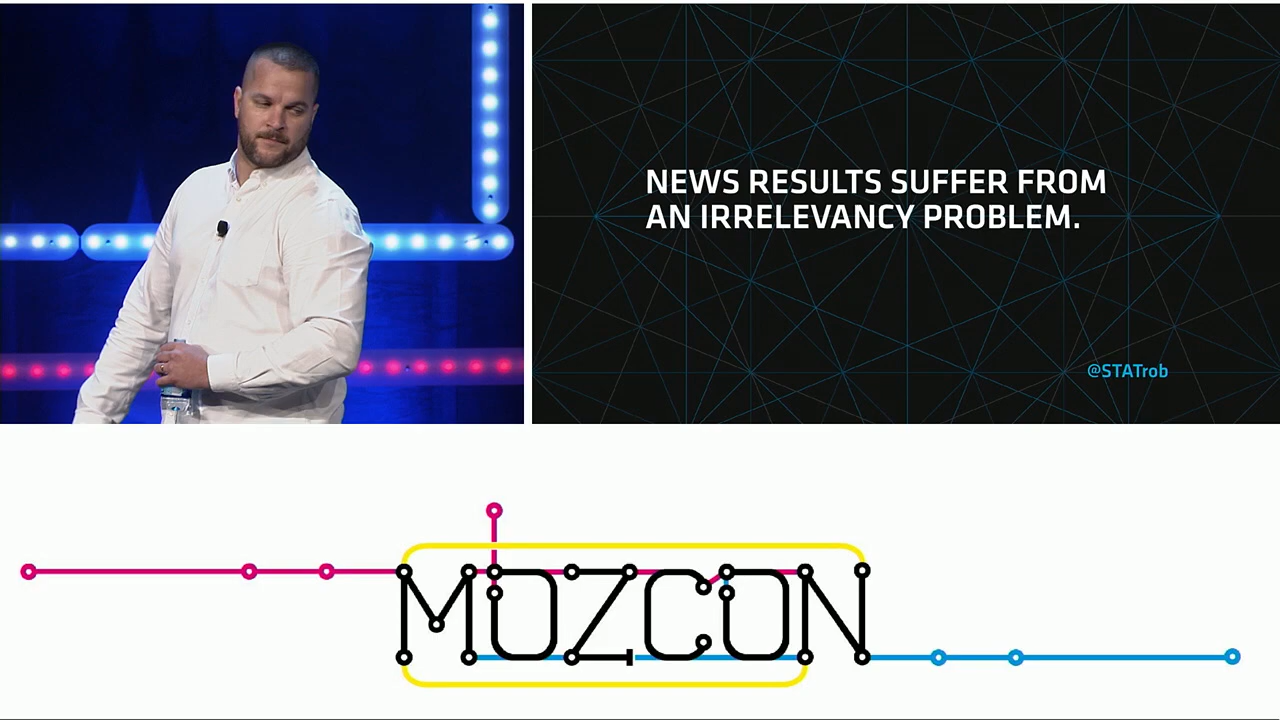 NEWS RESULTS SUFFER FROM
AN IRRELEVANCY PROBLEM.
@STATrob
MOZCON